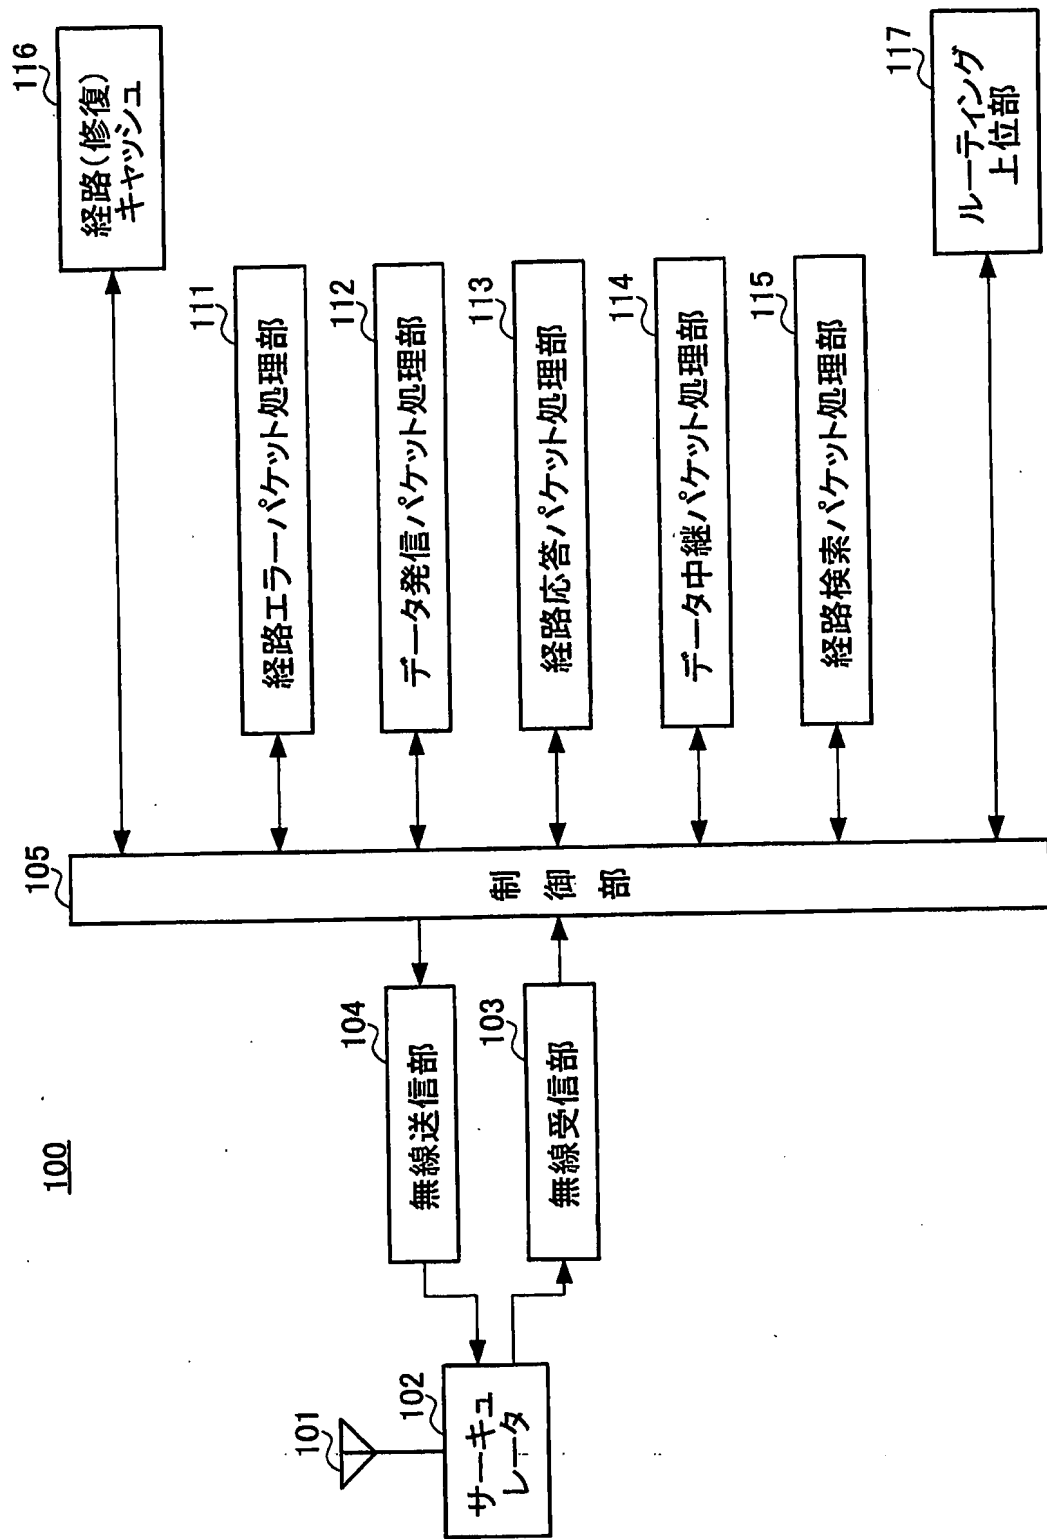 100
101
102
サーキュ
レータ
104
無線送信部
103
無線受信部
105
制御部
116
経路(修復)
キャッシュ
111
経路エラーパケット処理部
112
データ発信パケット処理部
113
経路応答パケット処理部
114
データ中継パケット処理部
115
経路検索パケット処理部
117
ルーティング
上位部